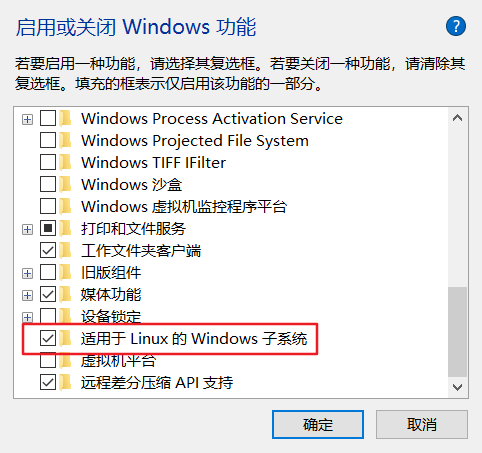 启用或关闭 Windows 功能
?
若要启用一种功能，请选择其复选框。若要关闭一种功能，请清除其
复选框。填充的框表示仅启用该功能的一部分。
Windows Process Activation Service
Windows Projected File System
Windows TIFF IFilter
Windows 沙盒
Windows 虚拟机监控程序平台
打印和文件服务
工作文件夹客户端
旧版组件
媒体功能
设备锁定
适用于 Linux 的 Windows 子系统
虚拟机平台
远程差分压缩 API 支持
确定
取消